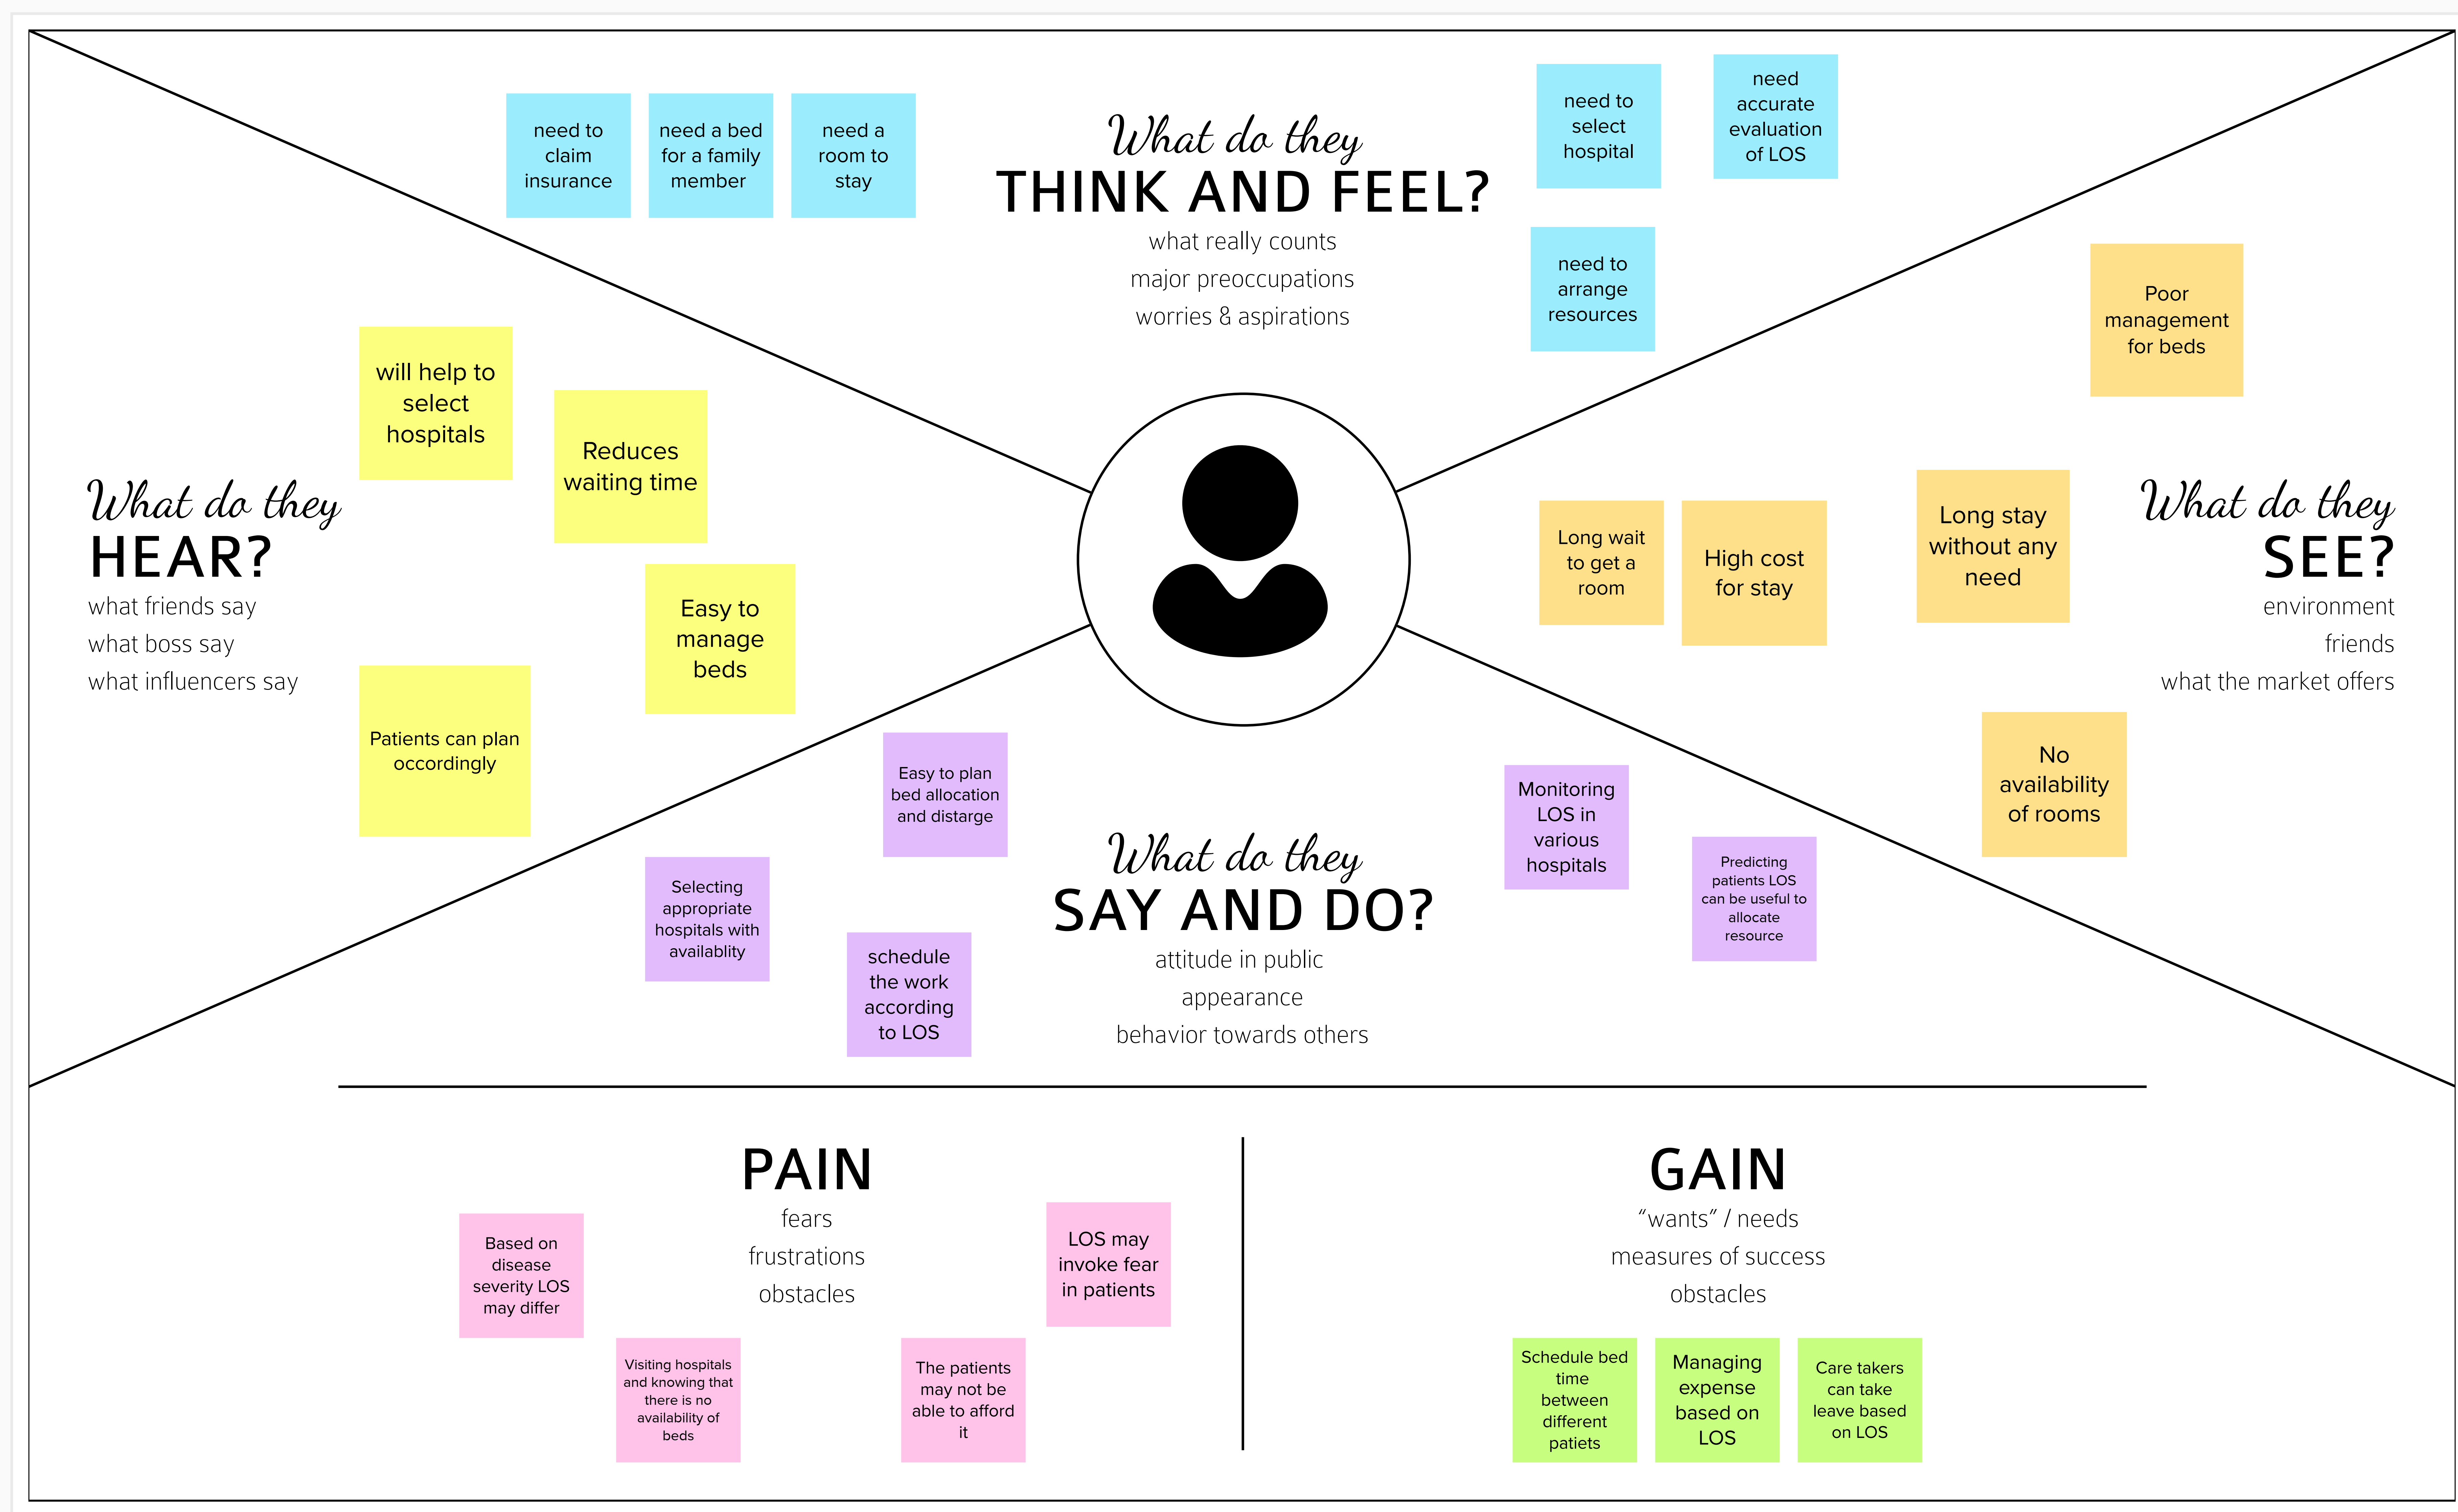 need to
claim
insurance
need a bed
for a family
member
need a
room to
stay
What do they
THINK AND FEEL?
what really counts
major preoccupations
worries & aspirations
need to
select
hospital
need
accurate
evaluation
of LOS
need to
arrange
resources
will help to
select
hospitals
Reduces
waiting time
Easy to
manage
beds
Patients can plan
occordingly
What do they
HEAR?
what friends say
what boss say
what influencers say
Poor
management
for beds
Long wait
to get a
room
High cost
for stay
Long stay
without any
need
No
availability
of rooms
What do they
SEE?
environment
friends
what the market offers
Easy to plan
bed allocation
and distarge
Selecting
appropriate
hospitals with
availablity
schedule
the work
according
to LOS
What do they
SAY AND DO?
attitude in public
appearance
behavior towards others
Monitoring
LOS in
various
hospitals
Predicting
patients LOS
can be useful to
allocate
resource
PAIN
fears
frustrations
obstacles
Based on
disease
severity LOS
may differ
Visiting hospitals
and knowing that
there is no
availability of
beds
The patients
may not be
able to afford
it
LOS may
invoke fear
in patients
GAIN
“wants” / needs
measures of success
obstacles
Schedule bed
time
between
different
patiets
Managing
expense
based on
LOS
Care takers
can take
leave based
on LOS